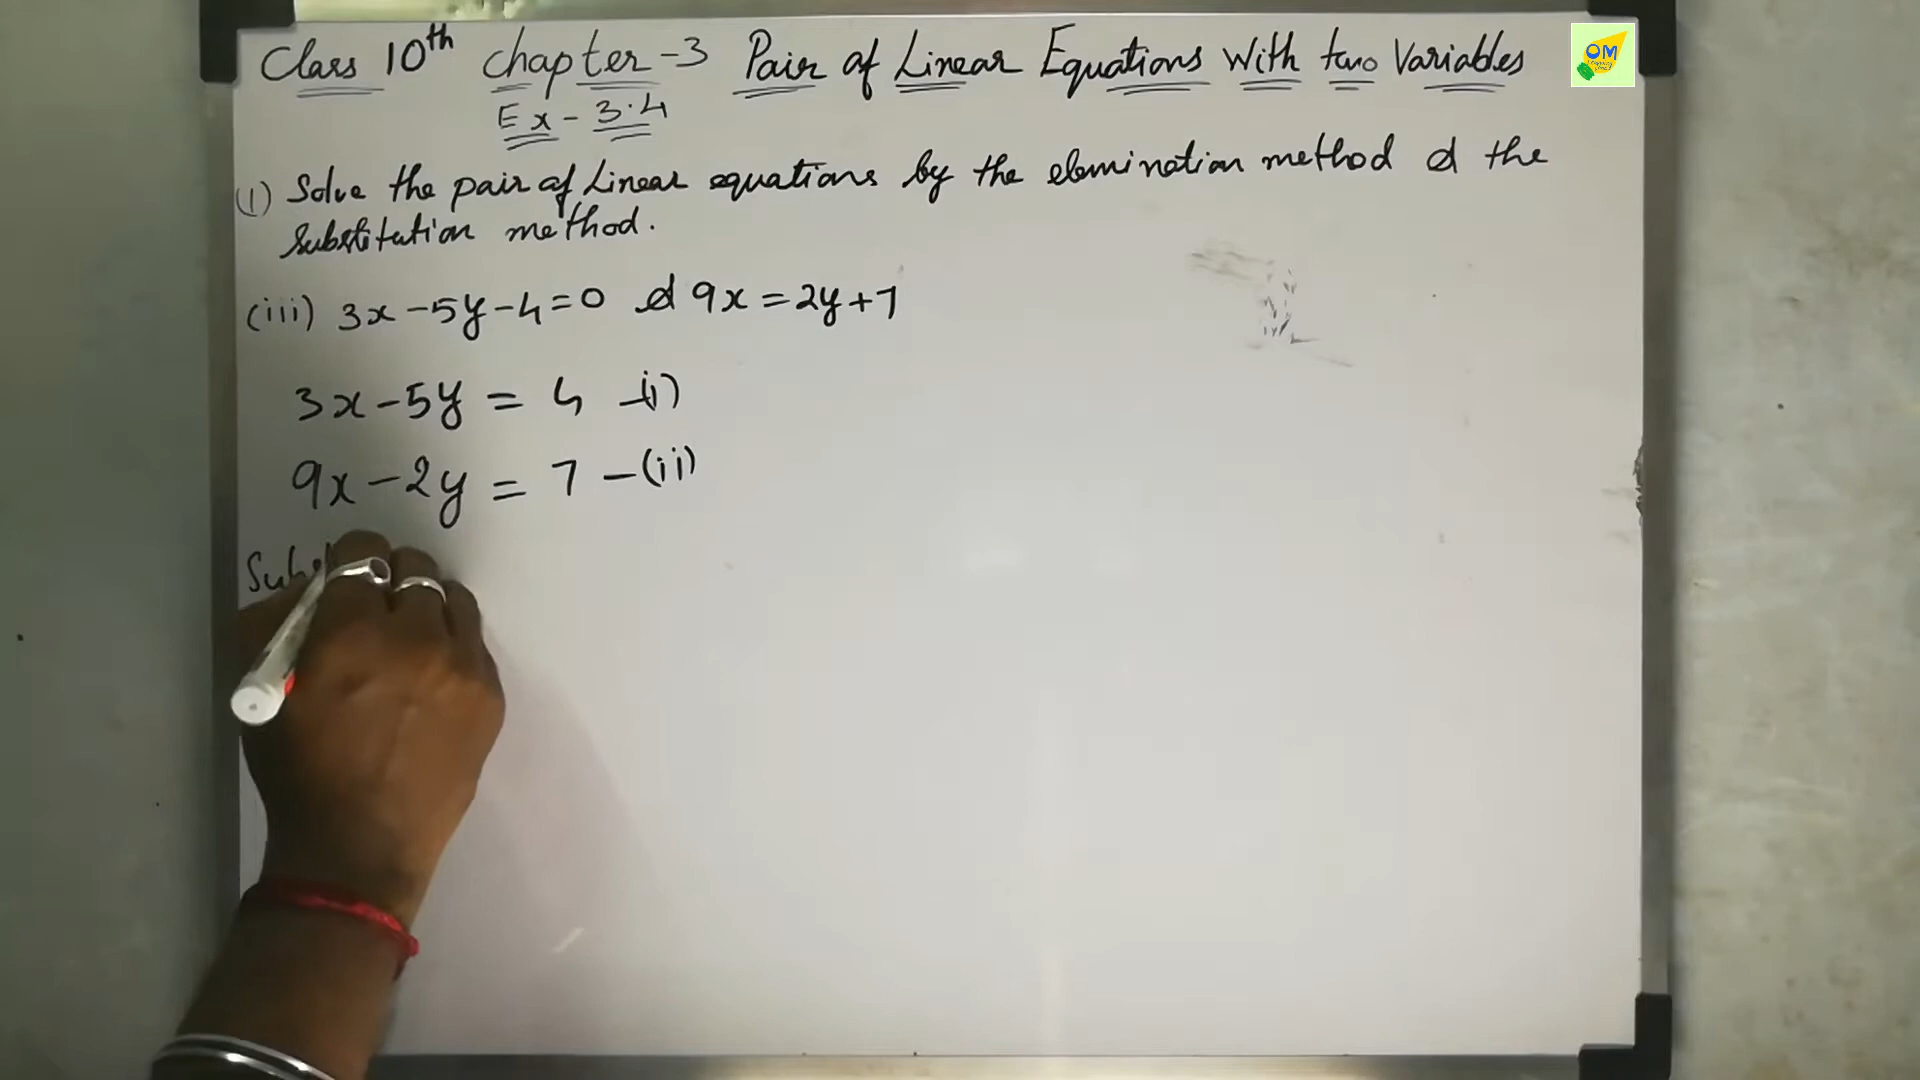 Class 10th chapter-3 Pair of Linear Equations With two Variables
Ex - 3.4
(1) Solve the pair of Linear equations by the elemination method & the
Substitution method.
(iii) 3x - 5y - 4 = 0 & 9x = 2y + 7
3x - 5y = 4 -(i)
9x - 2y = 7 - (ii)
OM